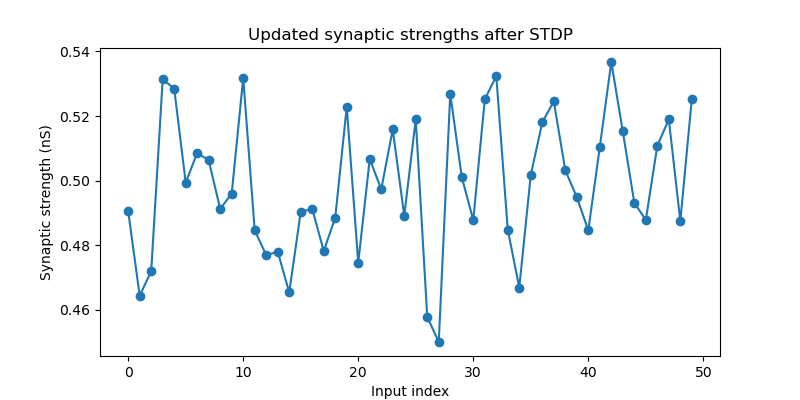 Updated synaptic strengths after STDP
Synaptic strength (nS)
0.54
0.52
0.50
0.48
0.46
0 10 20 30 40 50
Input index